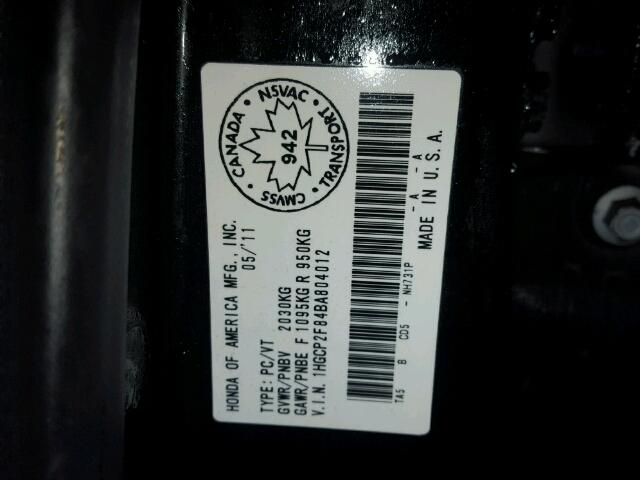 HONDA OF AMERICA MFG., INC.
05/'11
TYPE: PC/VT
GVWR/PNBV 2030KG
GAWR/PNBE F 1095KG R 950KG
V.I.N. 1HGCP2F84BA804012
CANADA · NSVAC · TRANSPORT · CMVSS ·
942
TA5 B CD5 - NH731P - A - A
MADE IN U.S.A.